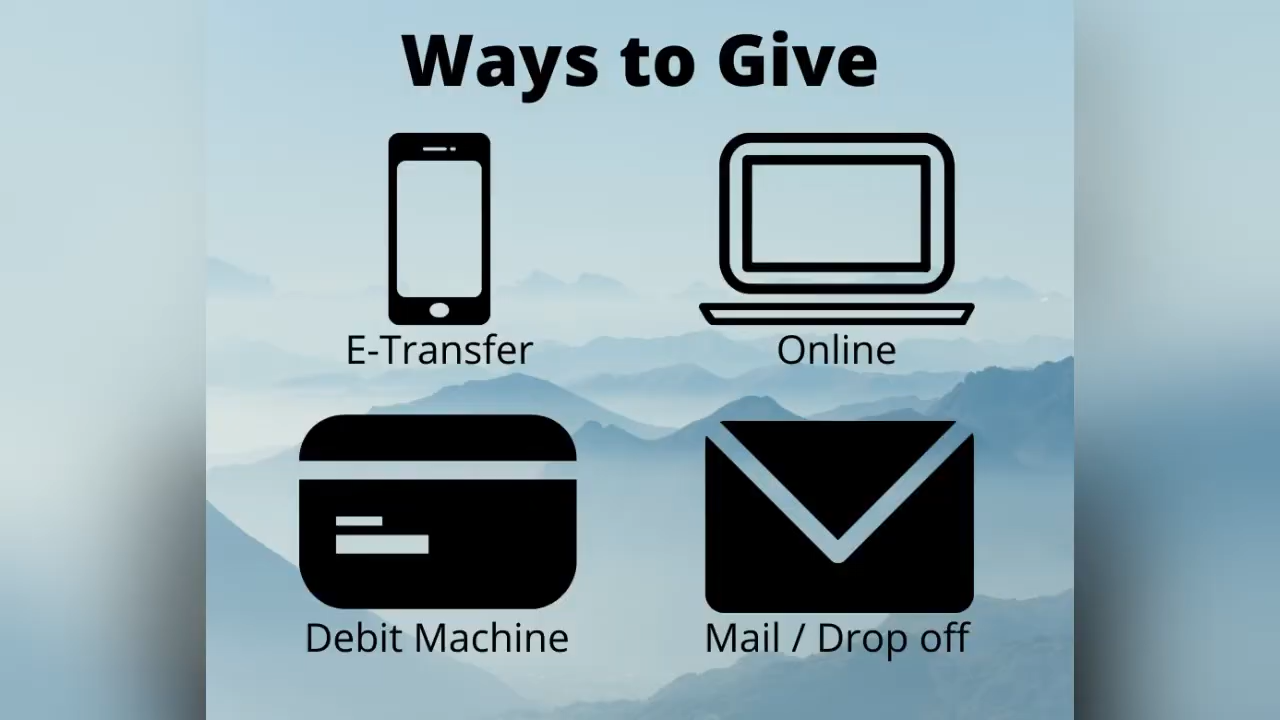 Ways to Give
E-Transfer
Online
Debit Machine
Mail / Drop off